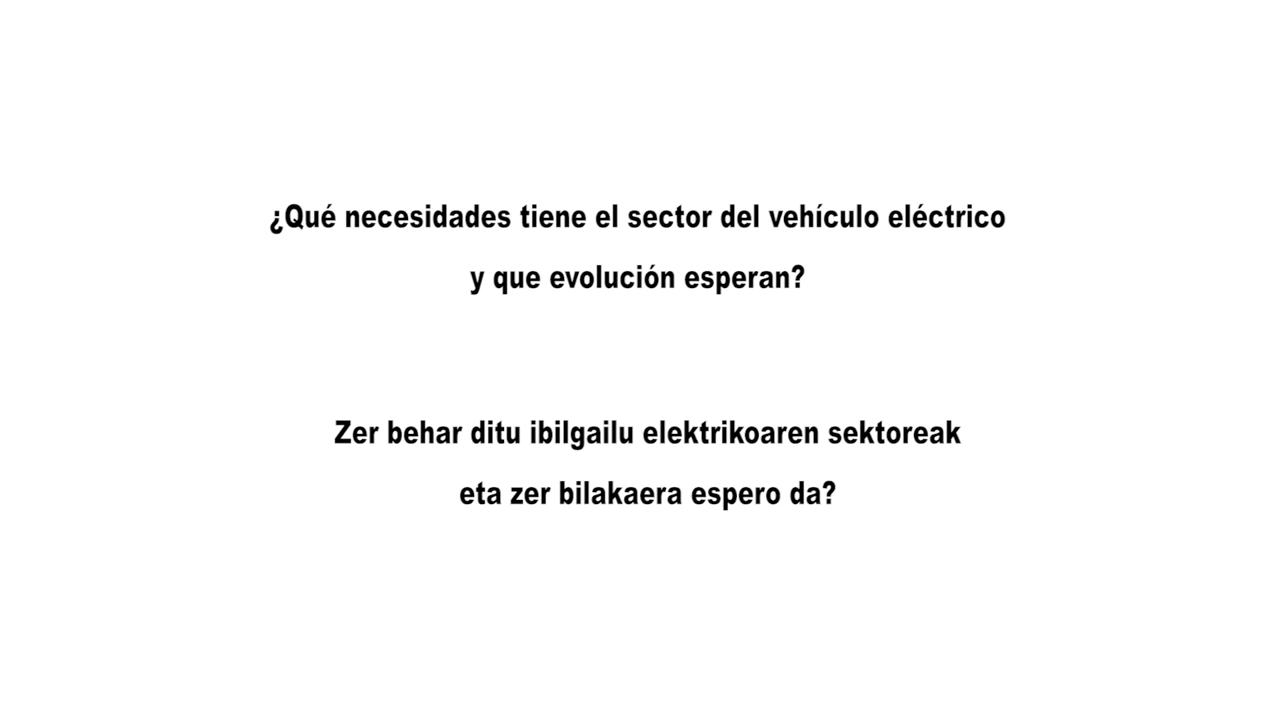 ¿Qué necesidades tiene el sector del vehículo eléctrico
y que evolución esperan?
Zer behar ditu ibilgailu elektrikoaren sektoreak
eta zer bilakaera espero da?